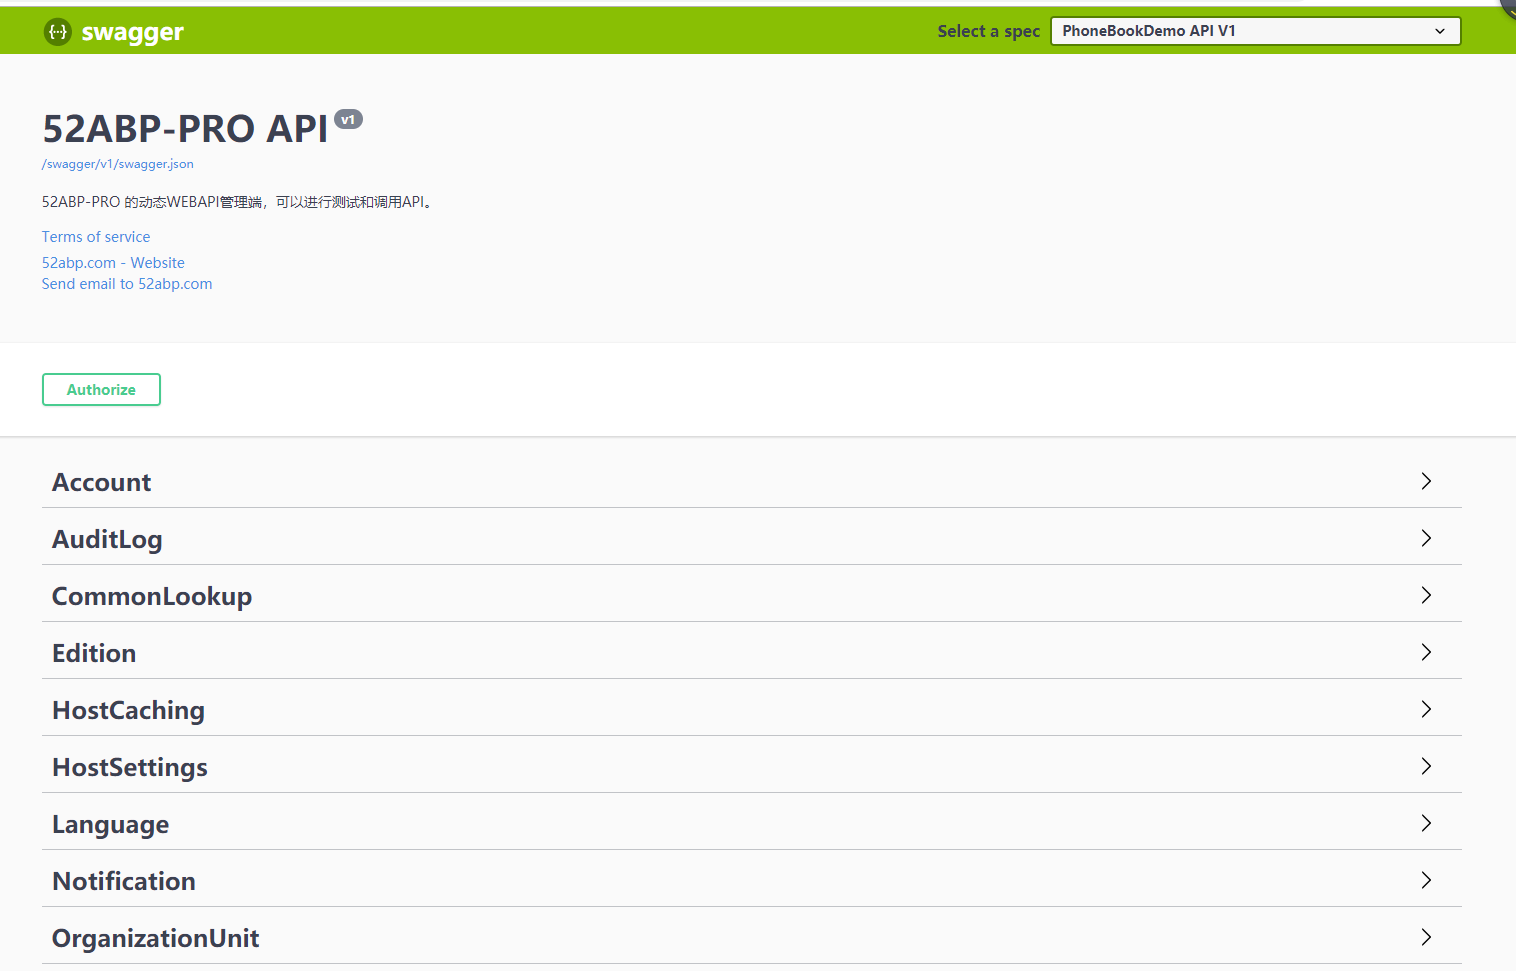 {··} swagger
Select a spec PhoneBookDemo API V1
52ABP-PRO API v1
/swagger/v1/swagger.json
52ABP-PRO 的动态WEBAPI管理端，可以进行测试和调用API。
Terms of service
52abp.com - Website
Send email to 52abp.com
Authorize
Account
AuditLog
CommonLookup
Edition
HostCaching
HostSettings
Language
Notification
OrganizationUnit